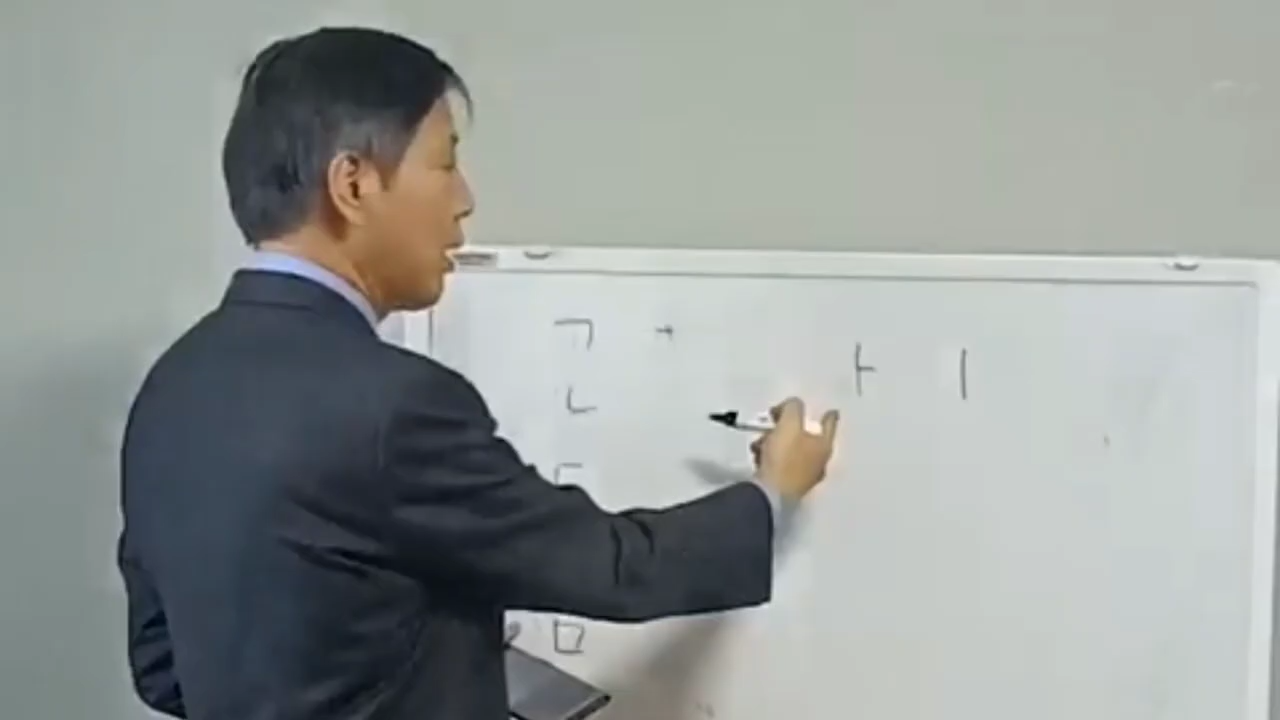 ㄱ ㅏ ㅣ
ㄴ
ㄷ
ㅁ